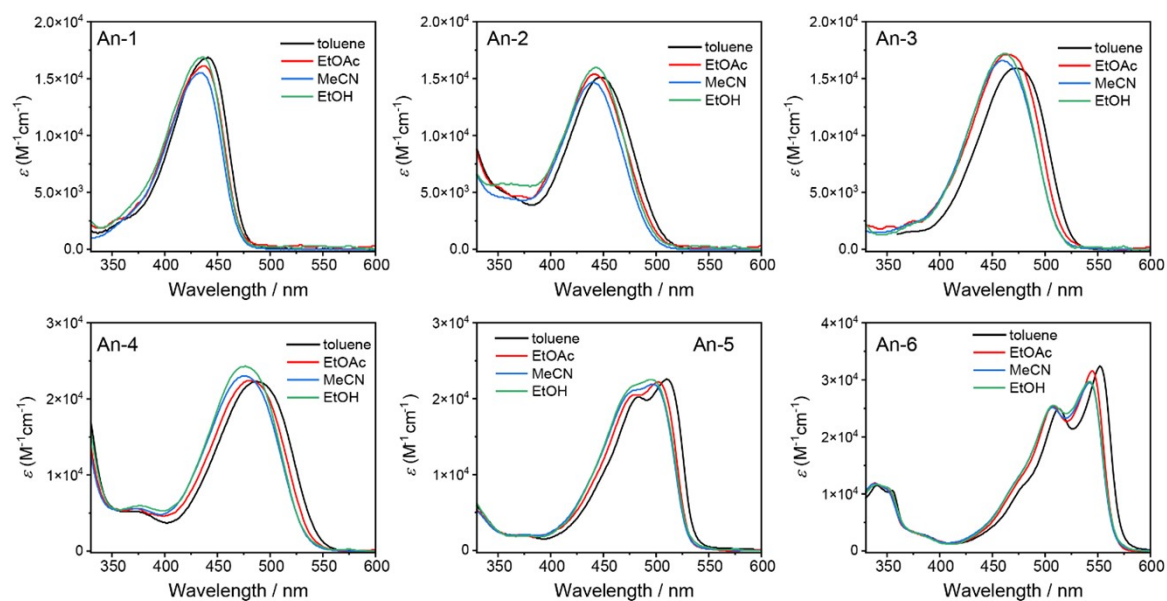 An-1
toluene
EtOAc
MeCN
EtOH
2.0×10⁴
1.5×10⁴
1.0×10⁴
5.0×10³
0.0
ε (M⁻¹cm⁻¹)
350 400 450 500 550 600
Wavelength / nm
An-2
toluene
EtOAc
MeCN
EtOH
2.0×10⁴
1.5×10⁴
1.0×10⁴
5.0×10³
0.0
ε (M⁻¹cm⁻¹)
350 400 450 500 550 600
Wavelength / nm
An-3
toluene
EtOAc
MeCN
EtOH
2.0×10⁴
1.5×10⁴
1.0×10⁴
5.0×10³
0.0
ε (M⁻¹cm⁻¹)
350 400 450 500 550 600
Wavelength / nm
An-4
toluene
EtOAc
MeCN
EtOH
3×10⁴
2×10⁴
1×10⁴
0
ε (M⁻¹cm⁻¹)
350 400 450 500 550 600
Wavelength / nm
toluene
EtOAc
MeCN
EtOH
An-5
3×10⁴
2×10⁴
1×10⁴
0
ε (M⁻¹cm⁻¹)
350 400 450 500 550 600
Wavelength / nm
An-6
toluene
EtOAc
MeCN
EtOH
4×10⁴
3×10⁴
2×10⁴
1×10⁴
0
ε (M⁻¹cm⁻¹)
350 400 450 500 550 600
Wavelength / nm